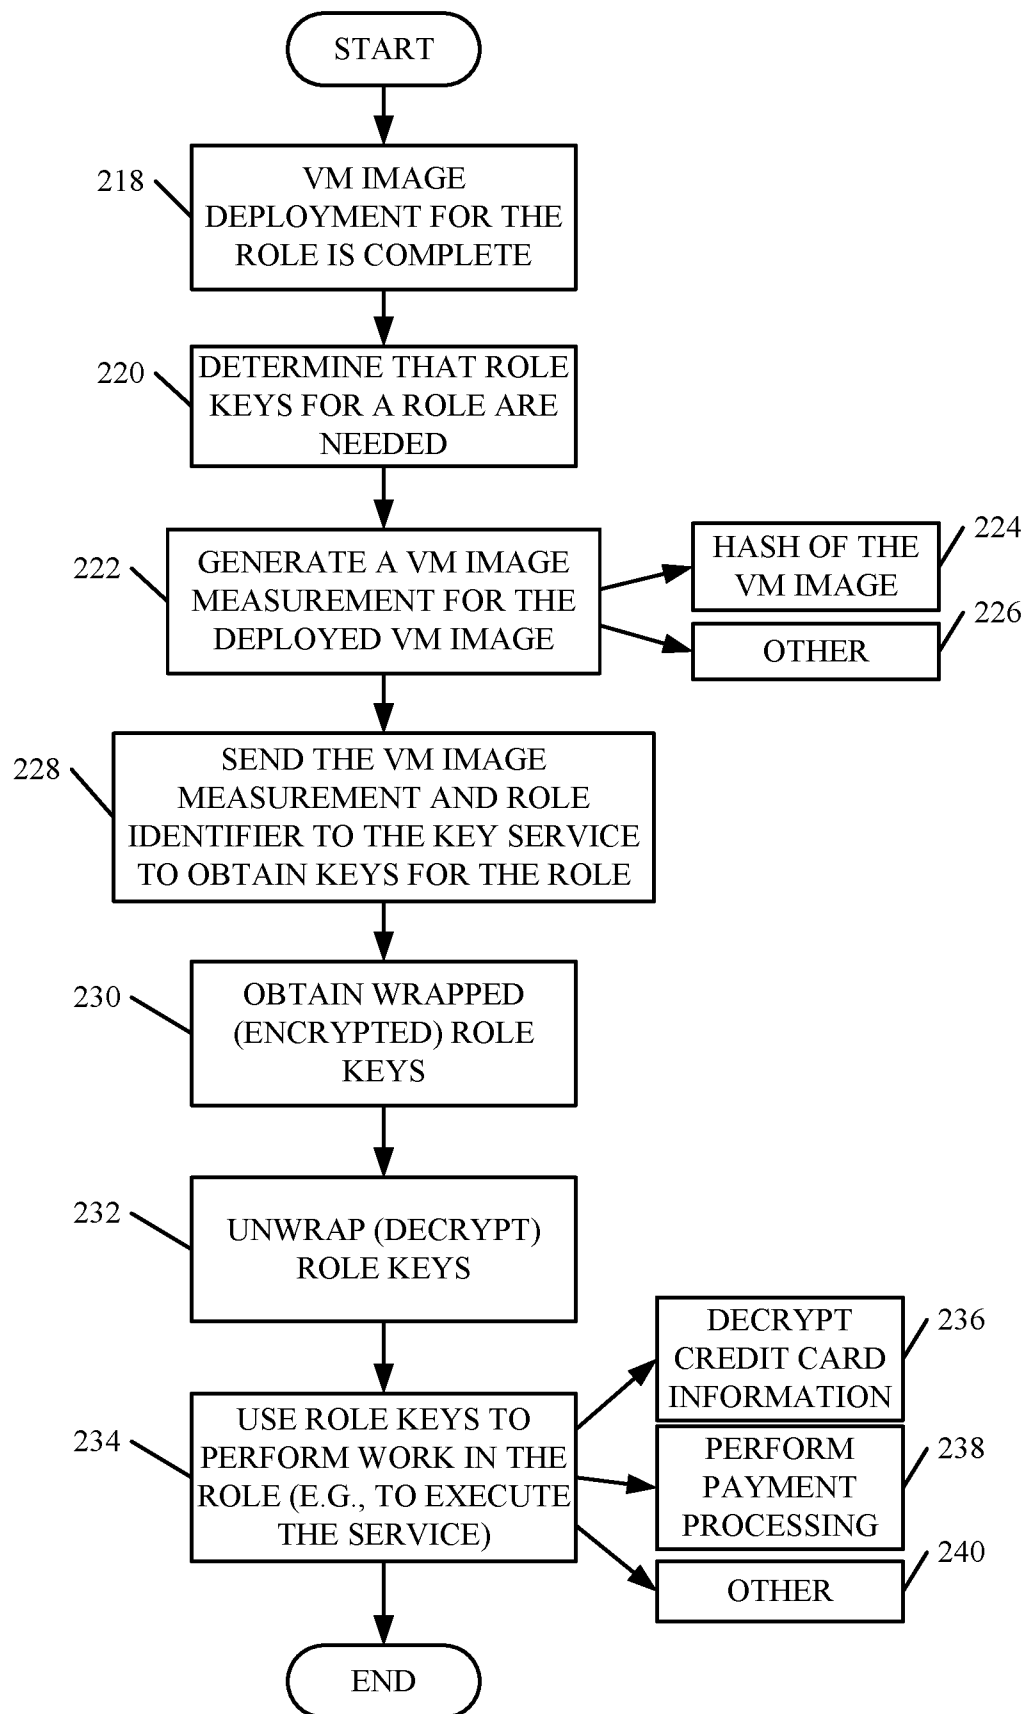 START
218
VM IMAGE
DEPLOYMENT FOR THE
ROLE IS COMPLETE
220
DETERMINE THAT ROLE
KEYS FOR A ROLE ARE
NEEDED
222
GENERATE A VM IMAGE
MEASUREMENT FOR THE
DEPLOYED VM IMAGE
224
HASH OF THE
VM IMAGE
226
OTHER
228
SEND THE VM IMAGE
MEASUREMENT AND ROLE
IDENTIFIER TO THE KEY SERVICE
TO OBTAIN KEYS FOR THE ROLE
230
OBTAIN WRAPPED
(ENCRYPTED) ROLE
KEYS
232
UNWRAP (DECRYPT)
ROLE KEYS
234
USE ROLE KEYS TO
PERFORM WORK IN THE
ROLE (E.G., TO EXECUTE
THE SERVICE)
236
DECRYPT
CREDIT CARD
INFORMATION
238
PERFORM
PAYMENT
PROCESSING
240
OTHER
END